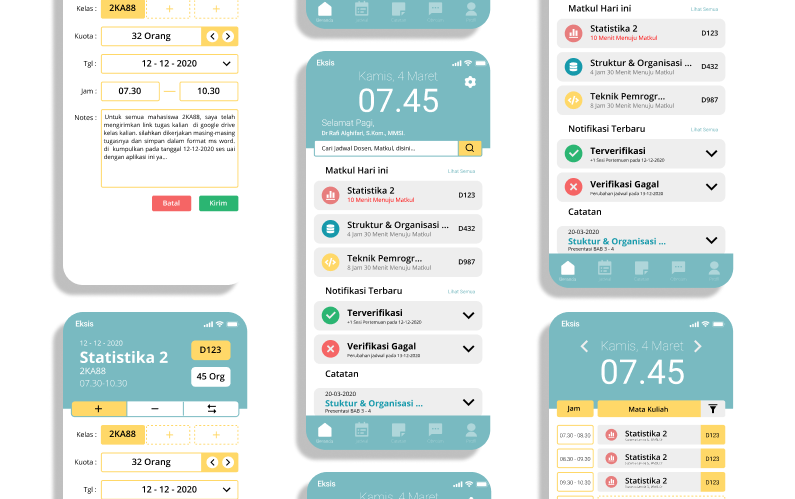 Kelas :
2KA88
+
+
Kuota :
32 Orang
Tgl :
12 - 12 - 2020
Jam :
07.30
10.30
Notes :
Untuk semua mahasiswa 2KA88, saya telah
mengirimkan link tugas kalian di google drive
kelas kalian. silahkan dikerjakan masing-masing
tugasnya dan simpan dalam format ms word.
di kumpulkan pada tanggal 12-12-2020 ses uai
dengan aplikasi ini ya...
Batal
Kirim
Eksis
12 - 12 - 2020
Statistika 2
2KA88
07.30-10.30
D123
45 Org
+
Kelas :
2KA88
+
+
Kuota :
32 Orang
Tgl :
12 - 12 - 2020
Beranda
Eksis
Kamis, 4 Maret
07.45
Selamat Pagi,
Dr Rafi Alghifari, S.Kom., MMSI.
Cari Jadwal Dosen, Matkul, disini...
Matkul Hari ini
Lihat Semua
Statistika 2
10 Menit Menuju Matkul
D123
Struktur & Organisasi ...
4 Jam 30 Menit Menuju Matkul
D432
Teknik Pemrogr...
8 Jam 30 Menit Menuju Matkul
D987
Notifikasi Terbaru
Lihat Semua
Terverifikasi
+1 Sesi Pertemuan pada 12-12-2020
Verifikasi Gagal
Perubahan Jadwal pada 13-12-2020
Catatan
20-03-2020
Stuktur & Organisasi ...
Presentasi BAB 3 - 4
Beranda
Eksis
Kamis, 4 Maret
Matkul Hari ini
Lihat Semua
Statistika 2
10 Menit Menuju Matkul
D123
Struktur & Organisasi ...
4 Jam 30 Menit Menuju Matkul
D432
Teknik Pemrogr...
8 Jam 30 Menit Menuju Matkul
D987
Notifikasi Terbaru
Lihat Semua
Terverifikasi
+1 Sesi Pertemuan pada 12-12-2020
Verifikasi Gagal
Perubahan Jadwal pada 13-12-2020
Catatan
20-03-2020
Stuktur & Organisasi ...
Presentasi BAB 3 - 4
Beranda
Eksis
Kamis, 4 Maret
07.45
Jam
Mata Kuliah
07.30 - 08.30
Statistika 2
D123
08.30 - 09.30
Statistika 2
D123
09.30 - 10.30
Statistika 2
D123